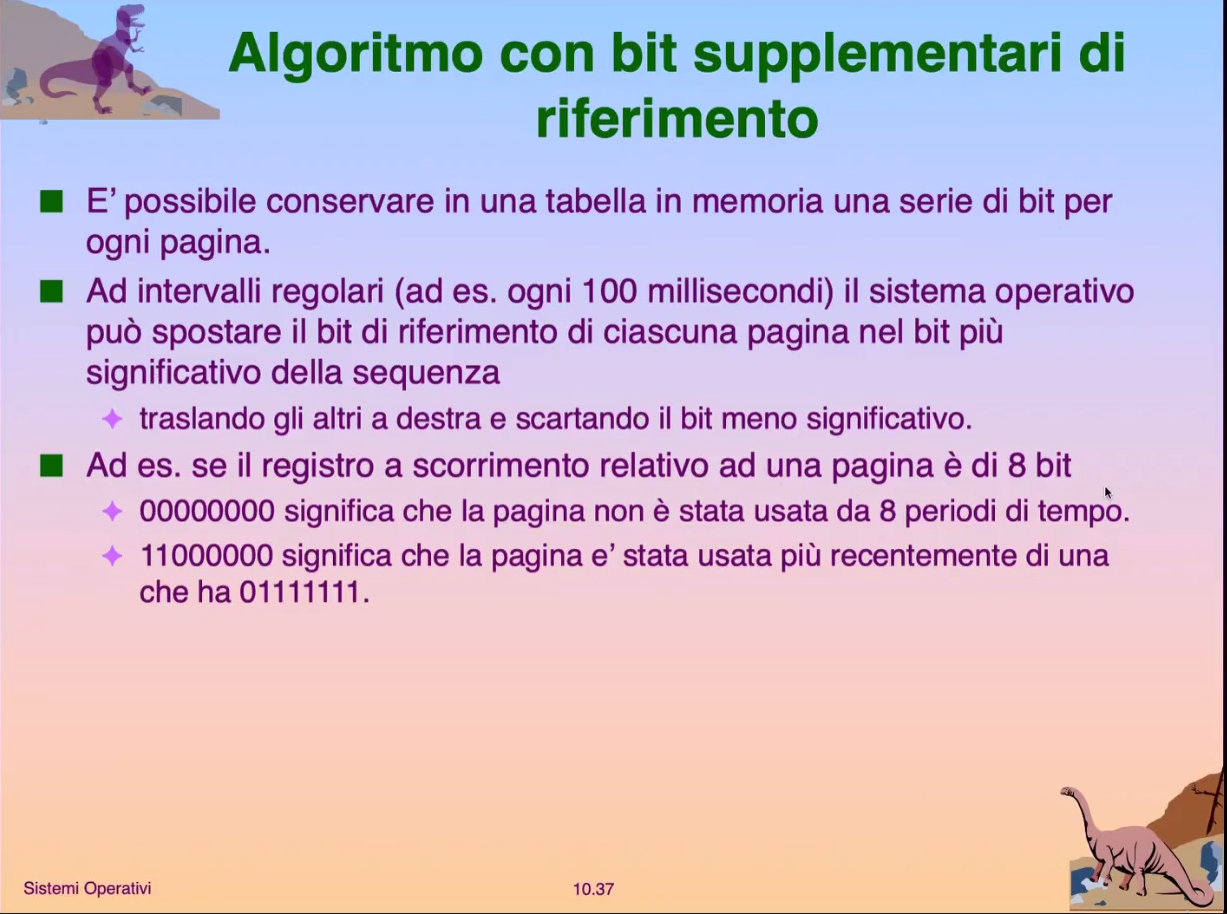 Algoritmo con bit supplementari di
riferimento
E' possibile conservare in una tabella in memoria una serie di bit per
ogni pagina.
Ad intervalli regolari (ad es. ogni 100 millisecondi) il sistema operativo
può spostare il bit di riferimento di ciascuna pagina nel bit più
significativo della sequenza
traslando gli altri a destra e scartando il bit meno significativo.
Ad es. se il registro a scorrimento relativo ad una pagina è di 8 bit
00000000 significa che la pagina non è stata usata da 8 periodi di tempo.
11000000 significa che la pagina e' stata usata più recentemente di una
che ha 01111111.
Sistemi Operativi
10.37